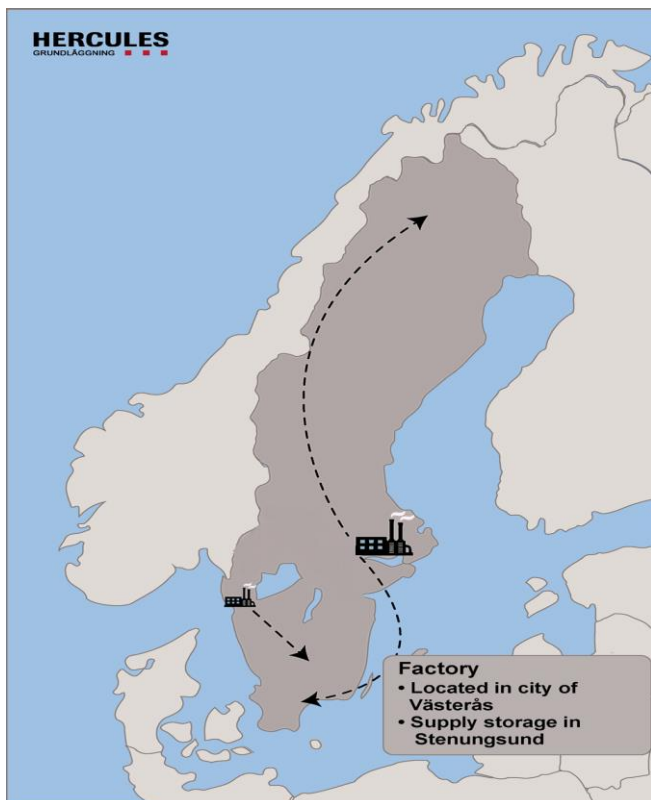 HERCULES
GRUNDLÄGGNING
Factory
• Located in city of
Västerås
• Supply storage in
Stenungsund